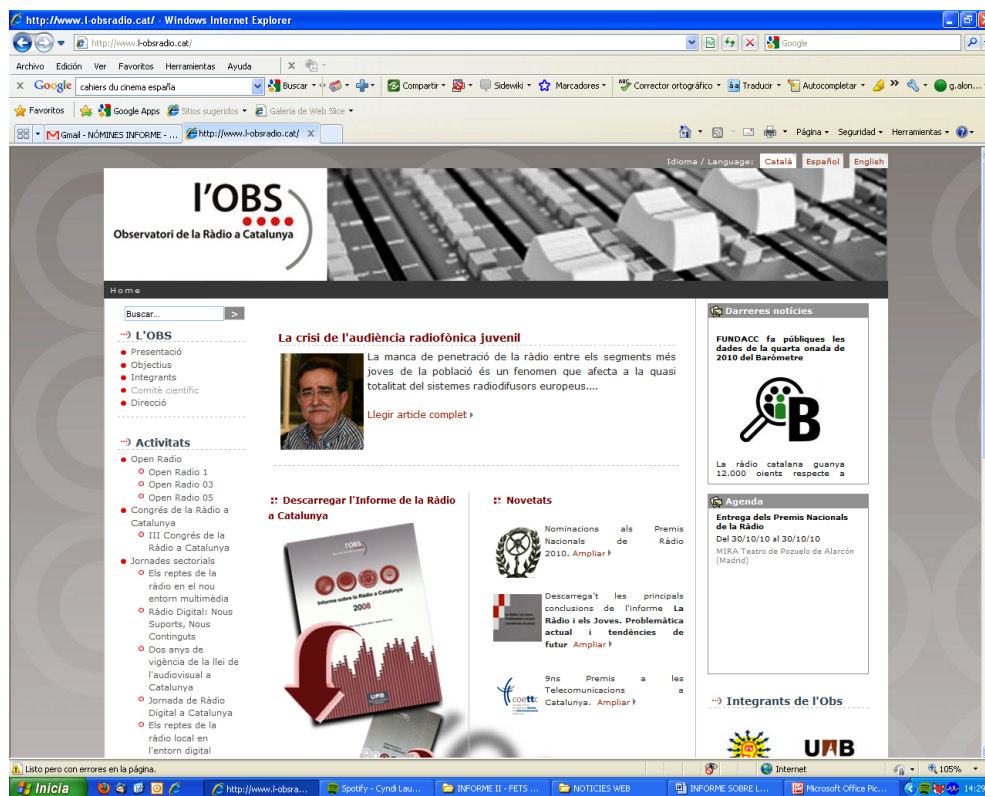 http://www.l-obsradio.cat/ - Windows Internet Explorer
http://www.l-obsradio.cat/
Google
Archivo Edición Ver Favoritos Herramientas Ayuda
Google cahiers du cinema españa Buscar Compartir Sidewiki Marcadores Corrector ortográfico Traducir Autocompletar g.alon...
Favoritos Google Apps Sitios sugeridos Galería de Web Slice
Gmail - NÓMINES INFORME - ... http://www.l-obsradio.cat/ Página Seguridad Herramientas
Idioma / Language: Català Español English
l'OBS
Observatori de la Ràdio a Catalunya
Home
Buscar... >
L'OBS
Presentació
Objectius
Integrants
Comitè científic
Direcció
Activitats
Open Radio
Open Radio 1
Open Radio 03
Open Radio 05
Congrés de la Ràdio a
Catalunya
III Congrés de la
Ràdio a Catalunya
Jornades sectorials
Els reptes de la
ràdio en el nou
entorn multimèdia
Ràdio Digital: Nous
Suports, Nous
Continguts
Dos anys de
vigència de la llei de
l'audiovisual a
Catalunya
Jornada de Ràdio
Digital a Catalunya
Els reptes de la
ràdio local en
l'entorn digital
La crisi de l'audiència radiofònica juvenil
La manca de penetració de la ràdio entre els segments més
joves de la població és un fenomen que afecta a la quasi
totalitat del sistemes radiodifusors europeus....
Llegir article complet
:: Descarregar l'Informe de la Ràdio
a Catalunya
l'OBS
Informe sobre la Ràdio a Catalunya
2008
UAB
:: Novetats
Nominacions als Premis
Nacionals de Ràdio
2010. Ampliar
Descarrega't les principals
conclusions de l'informe La
Ràdio i els Joves. Problemàtica
actual i tendències de
futur Ampliar
coettc
9ns Premis a les
Telecomunicacions a
Catalunya. Ampliar
Darreres notícies
FUNDACC fa públiques les
dades de la quarta onada de
2010 del Baròmetre
B
La ràdio catalana guanya
12.000 oients respecte a
Agenda
Entrega dels Premis Nacionals
de la Ràdio
Del 30/10/10 al 30/10/10
MIRA Teatro de Pozuelo de Alarcón
(Madrid)
Integrants de l'Obs
UAB
Listo pero con errores en la página. Internet 105%
Inicia http://www.l-obsra... Spotify - Cyndi Lau... INFORME II - FETS ... NOTICIES WEB INFORME SOBRE L... Microsoft Office Pic... 14:29